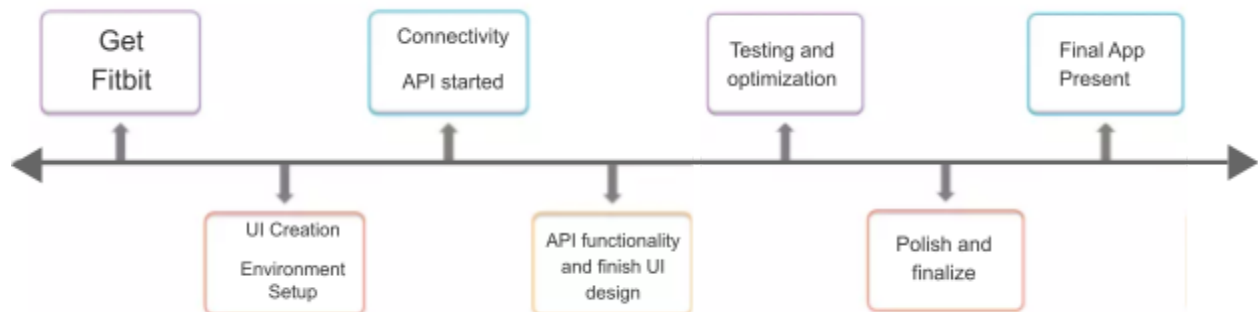 Get
Fitbit
Connectivity
API started
Testing and
optimization
Final App
Present
UI Creation
Environment
Setup
API functionality
and finish UI
design
Polish and
finalize